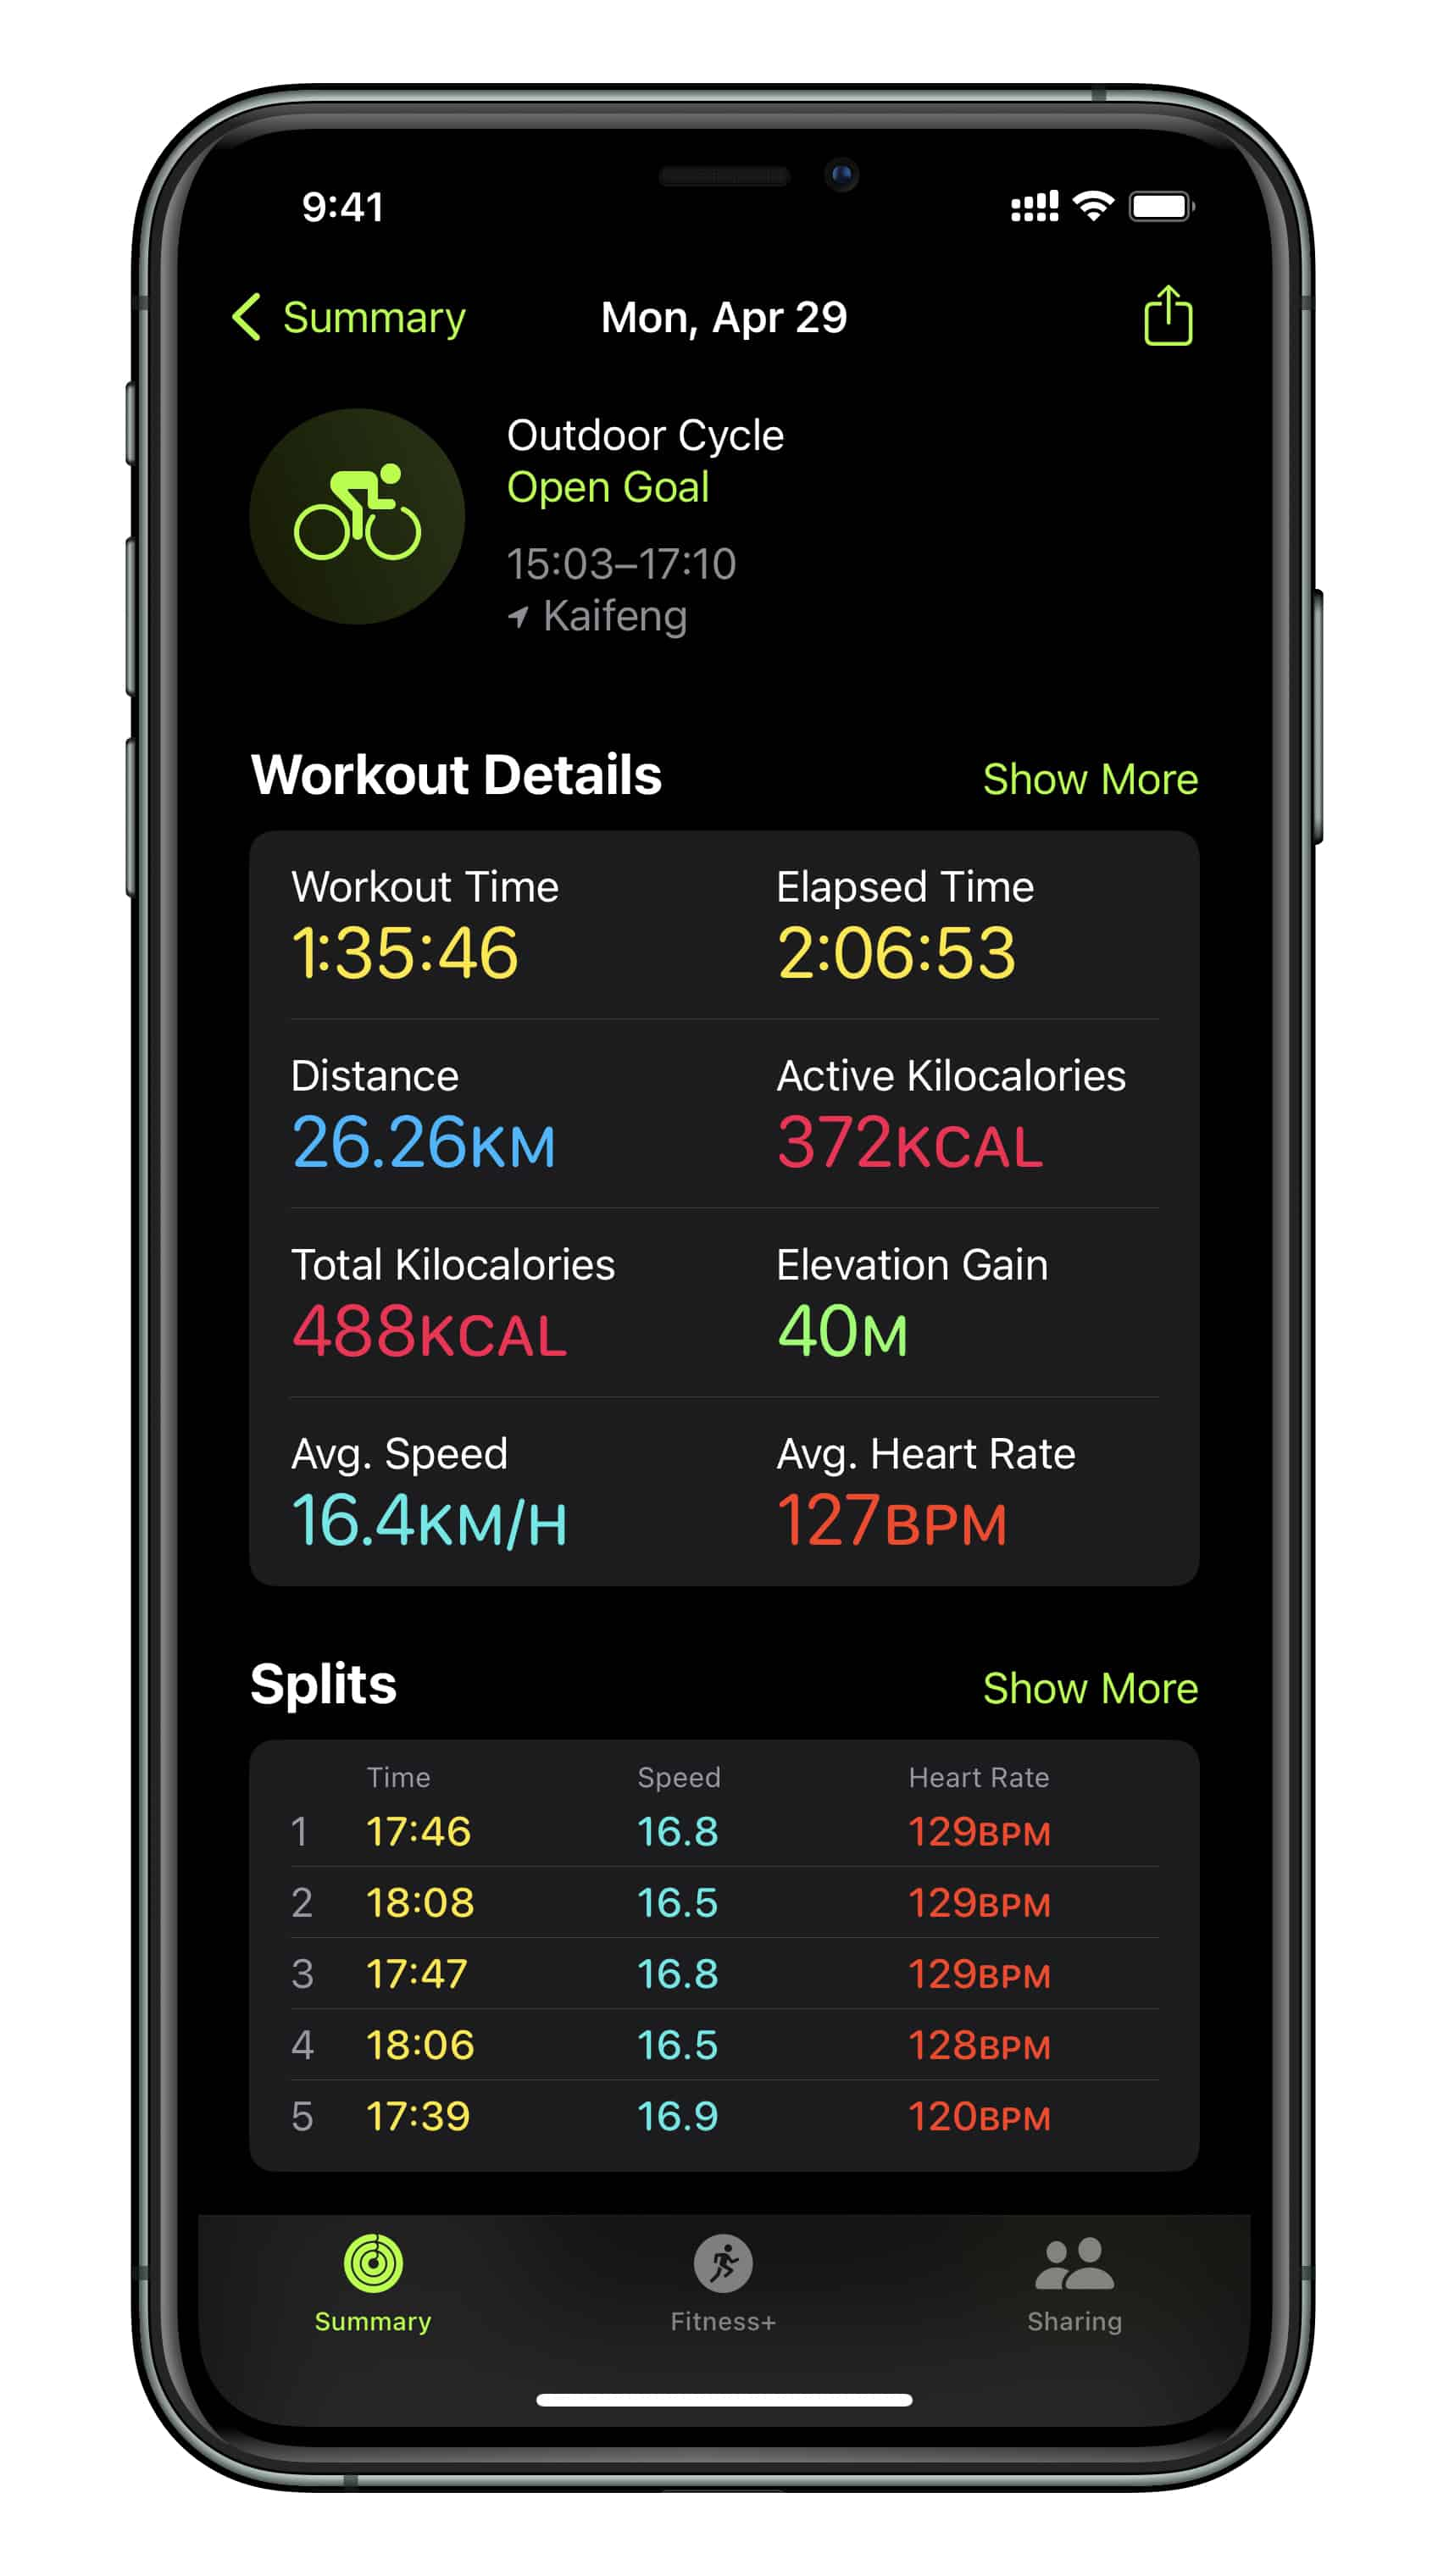 9:41
Summary Mon, Apr 29
Outdoor Cycle
Open Goal
15:03–17:10
Kaifeng
Workout Details Show More
Workout Time Elapsed Time
1:35:46 2:06:53
Distance Active Kilocalories
26.26KM 372KCAL
Total Kilocalories Elevation Gain
488KCAL 40M
Avg. Speed Avg. Heart Rate
16.4KM/H 127BPM
Splits Show More
Time Speed Heart Rate
1 17:46 16.8 129BPM
2 18:08 16.5 129BPM
3 17:47 16.8 129BPM
4 18:06 16.5 128BPM
5 17:39 16.9 120BPM
Summary Fitness+ Sharing